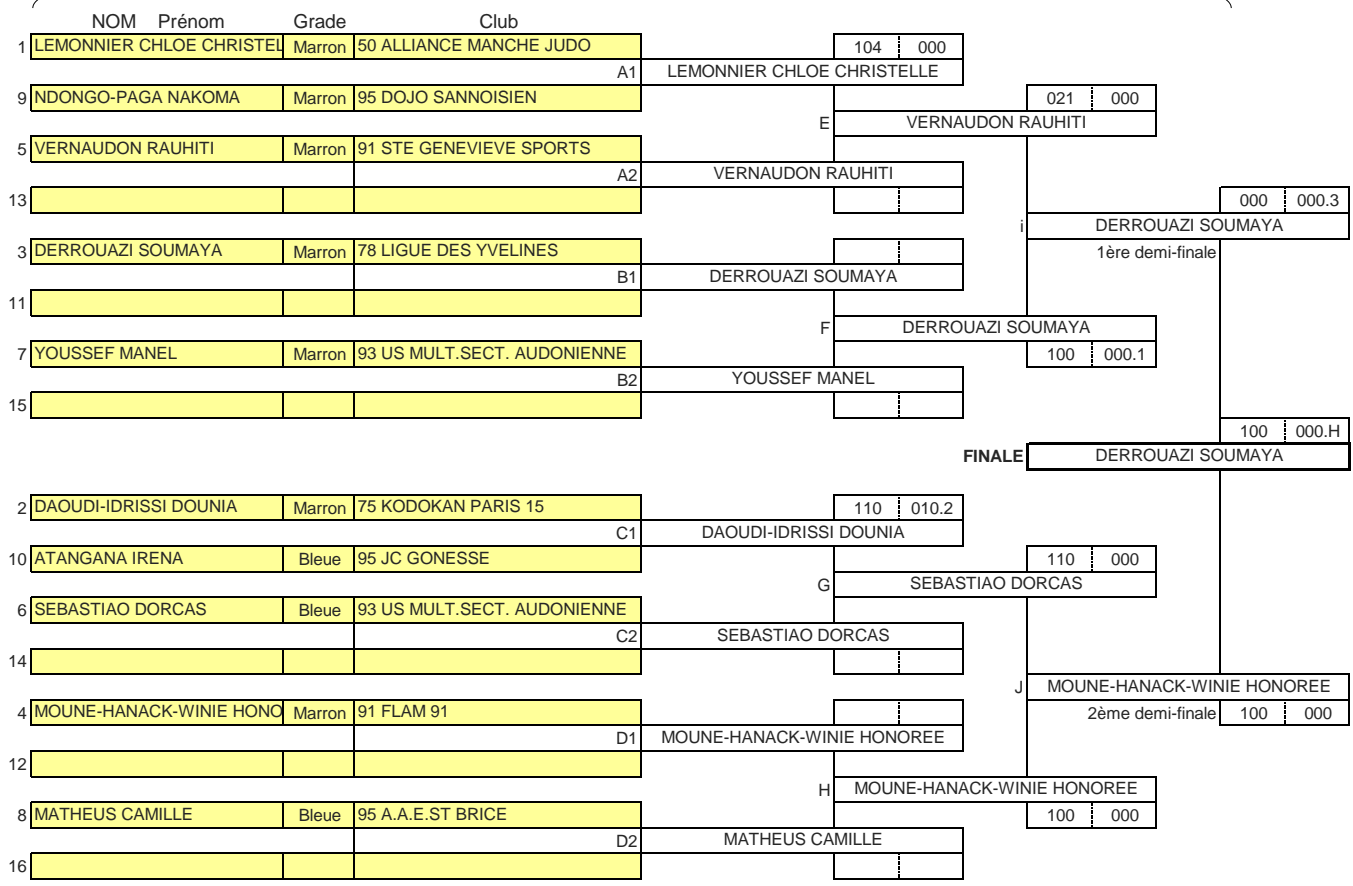 NOM Prénom Grade Club
1 LEMONNIER CHLOE CHRISTEL Marron 50 ALLIANCE MANCHE JUDO 104 000
A1 LEMONNIER CHLOE CHRISTELLE
9 NDONGO-PAGA NAKOMA Marron 95 DOJO SANNOISIEN 021 000
E VERNAUDON RAUHITI
5 VERNAUDON RAUHITI Marron 91 STE GENEVIEVE SPORTS
A2 VERNAUDON RAUHITI
13 000 000.3
i DERROUAZI SOUMAYA
3 DERROUAZI SOUMAYA Marron 78 LIGUE DES YVELINES 1ère demi-finale
B1 DERROUAZI SOUMAYA
11
F DERROUAZI SOUMAYA
7 YOUSSEF MANEL Marron 93 US MULT.SECT. AUDONIENNE 100 000.1
B2 YOUSSEF MANEL
15
100 000.H
FINALE DERROUAZI SOUMAYA
2 DAOUDI-IDRISSI DOUNIA Marron 75 KODOKAN PARIS 15 110 010.2
C1 DAOUDI-IDRISSI DOUNIA
10 ATANGANA IRENA Bleue 95 JC GONESSE 110 000
G SEBASTIAO DORCAS
6 SEBASTIAO DORCAS Bleue 93 US MULT.SECT. AUDONIENNE
C2 SEBASTIAO DORCAS
14
J MOUNE-HANACK-WINIE HONOREE
4 MOUNE-HANACK-WINIE HONO Marron 91 FLAM 91 2ème demi-finale 100 000
D1 MOUNE-HANACK-WINIE HONOREE
12
H MOUNE-HANACK-WINIE HONOREE
8 MATHEUS CAMILLE Bleue 95 A.A.E.ST BRICE 100 000
D2 MATHEUS CAMILLE
16